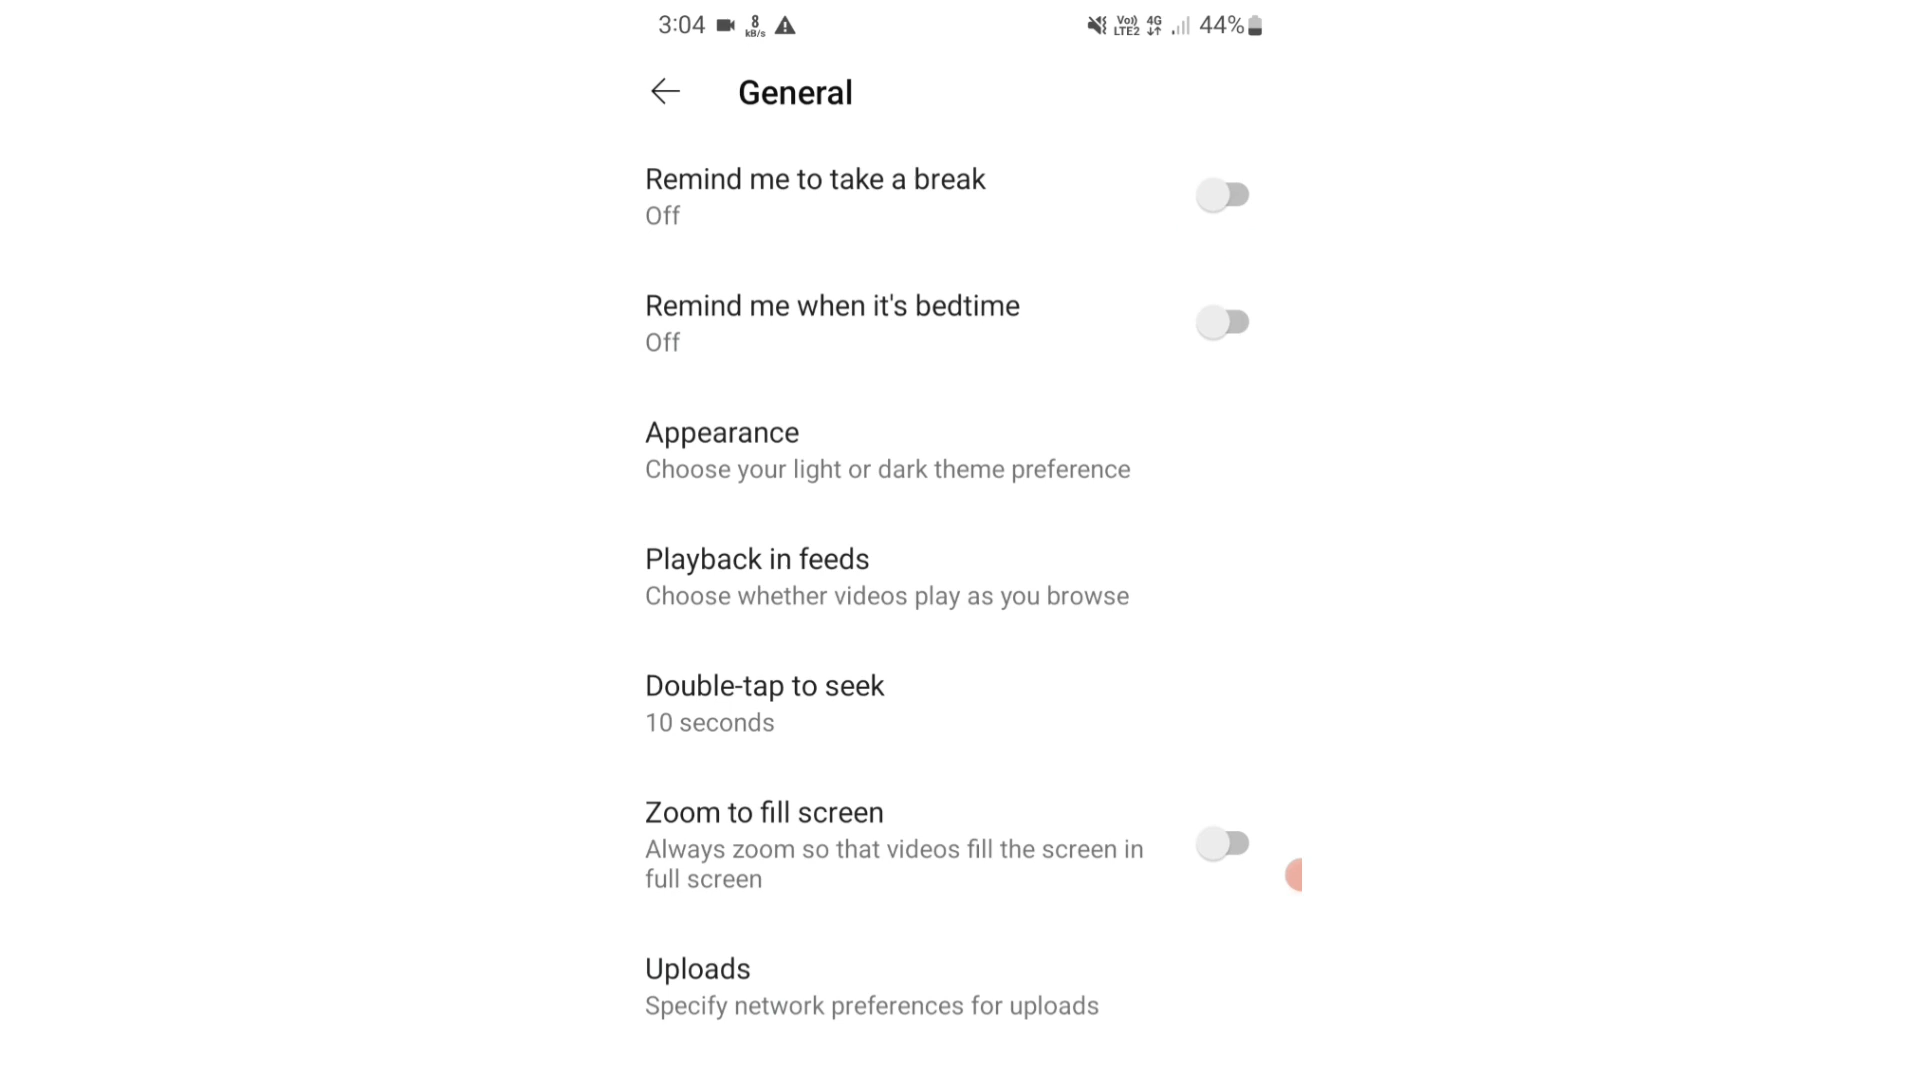 3:04 8 kB/s Vo)) LTE2 4G 44%
General
Remind me to take a break
Off
Remind me when it's bedtime
Off
Appearance
Choose your light or dark theme preference
Playback in feeds
Choose whether videos play as you browse
Double-tap to seek
10 seconds
Zoom to fill screen
Always zoom so that videos fill the screen in
full screen
Uploads
Specify network preferences for uploads